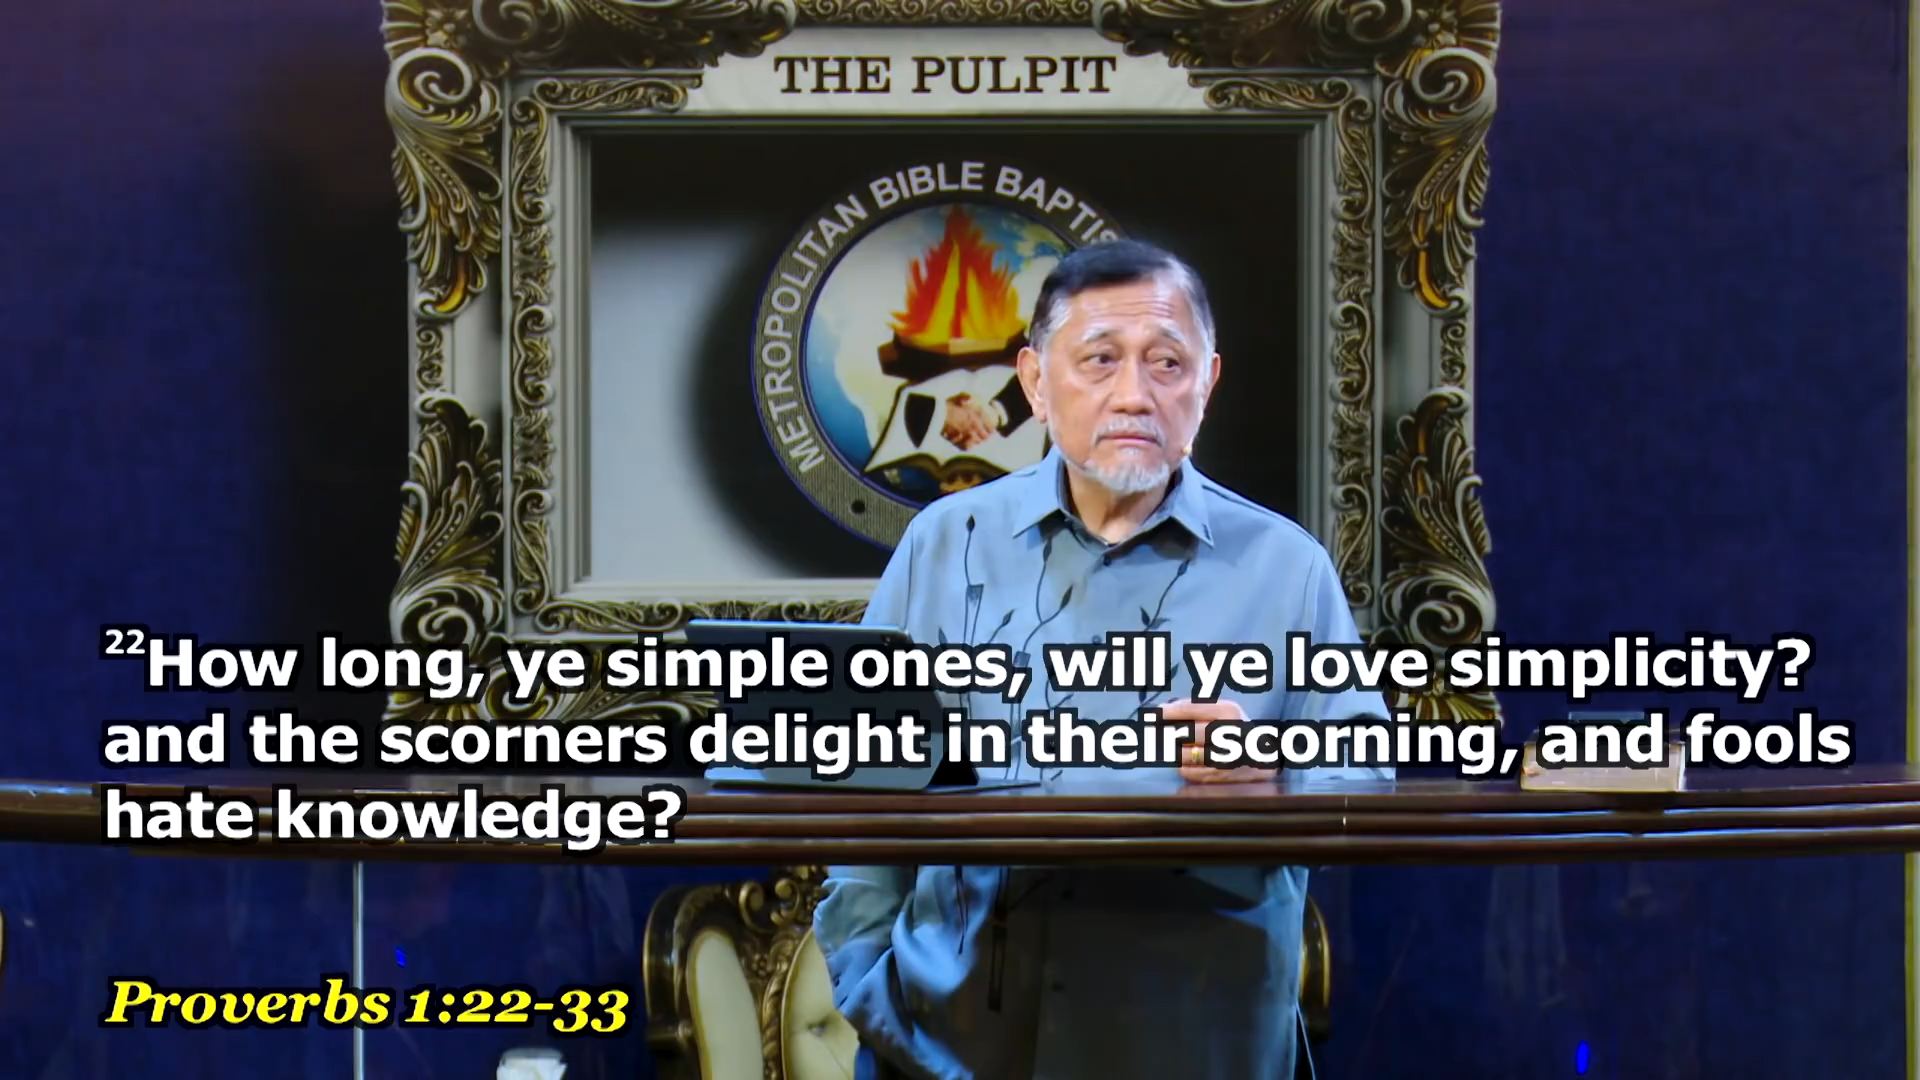 THE PULPIT
METROPOLITAN BIBLE BAPTIS
²²How long, ye simple ones, will ye love simplicity?
and the scorners delight in their scorning, and fools
hate knowledge?
Proverbs 1:22-33